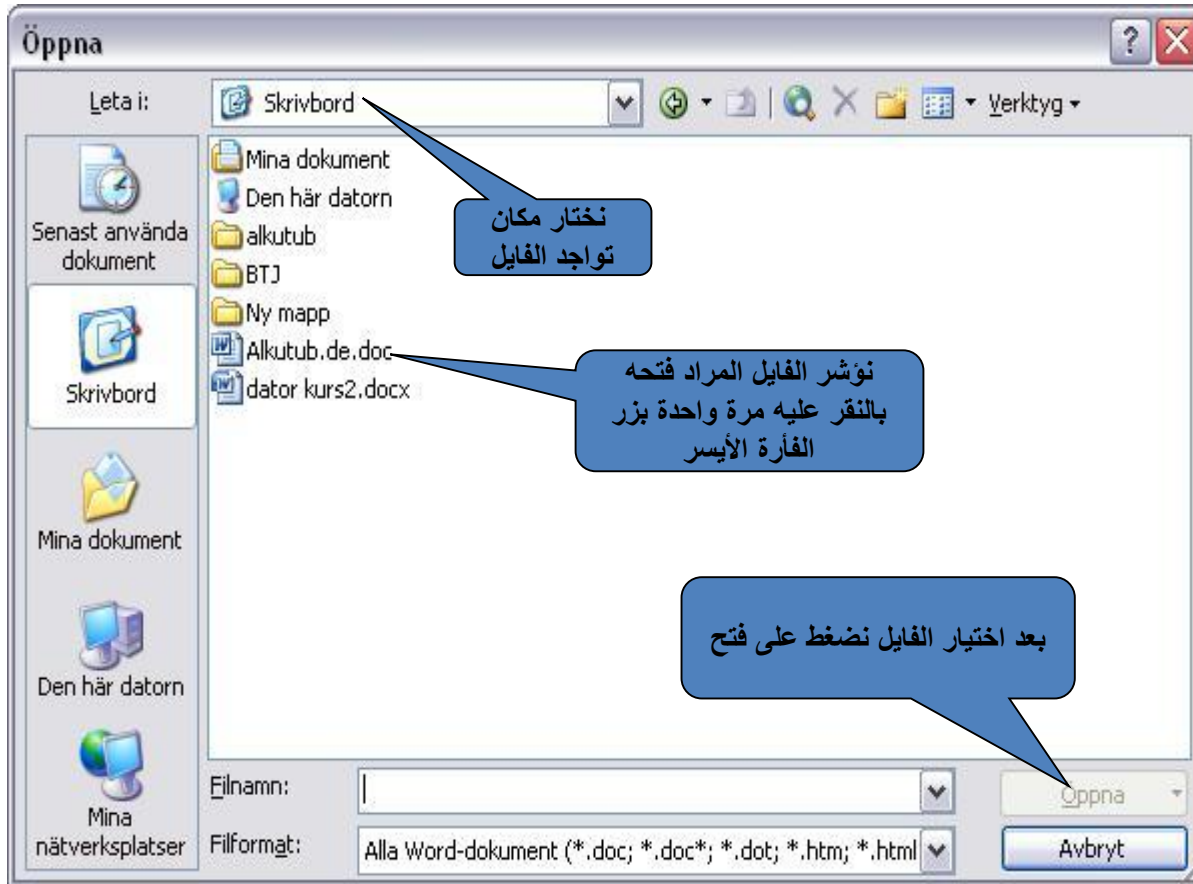 Öppna
Leta i:
Skrivbord
Verktyg
Senast använda
dokument
Skrivbord
Mina dokument
Den här datorn
Mina
nätverksplatser
Mina dokument
Den här datorn
alkutub
BTJ
Ny mapp
Alkutub.de.doc
dator kurs2.docx
نختار مكان
تواجد الفايل
نؤشر الفايل المراد فتحه
بالنقر عليه مرة واحدة بزر
الفأرة الأيسر
بعد اختيار الفايل نضغط على فتح
Filnamn:
Öppna
Filformat:
Alla Word-dokument (*.doc; *.doc*; *.dot; *.htm; *.html
Avbryt